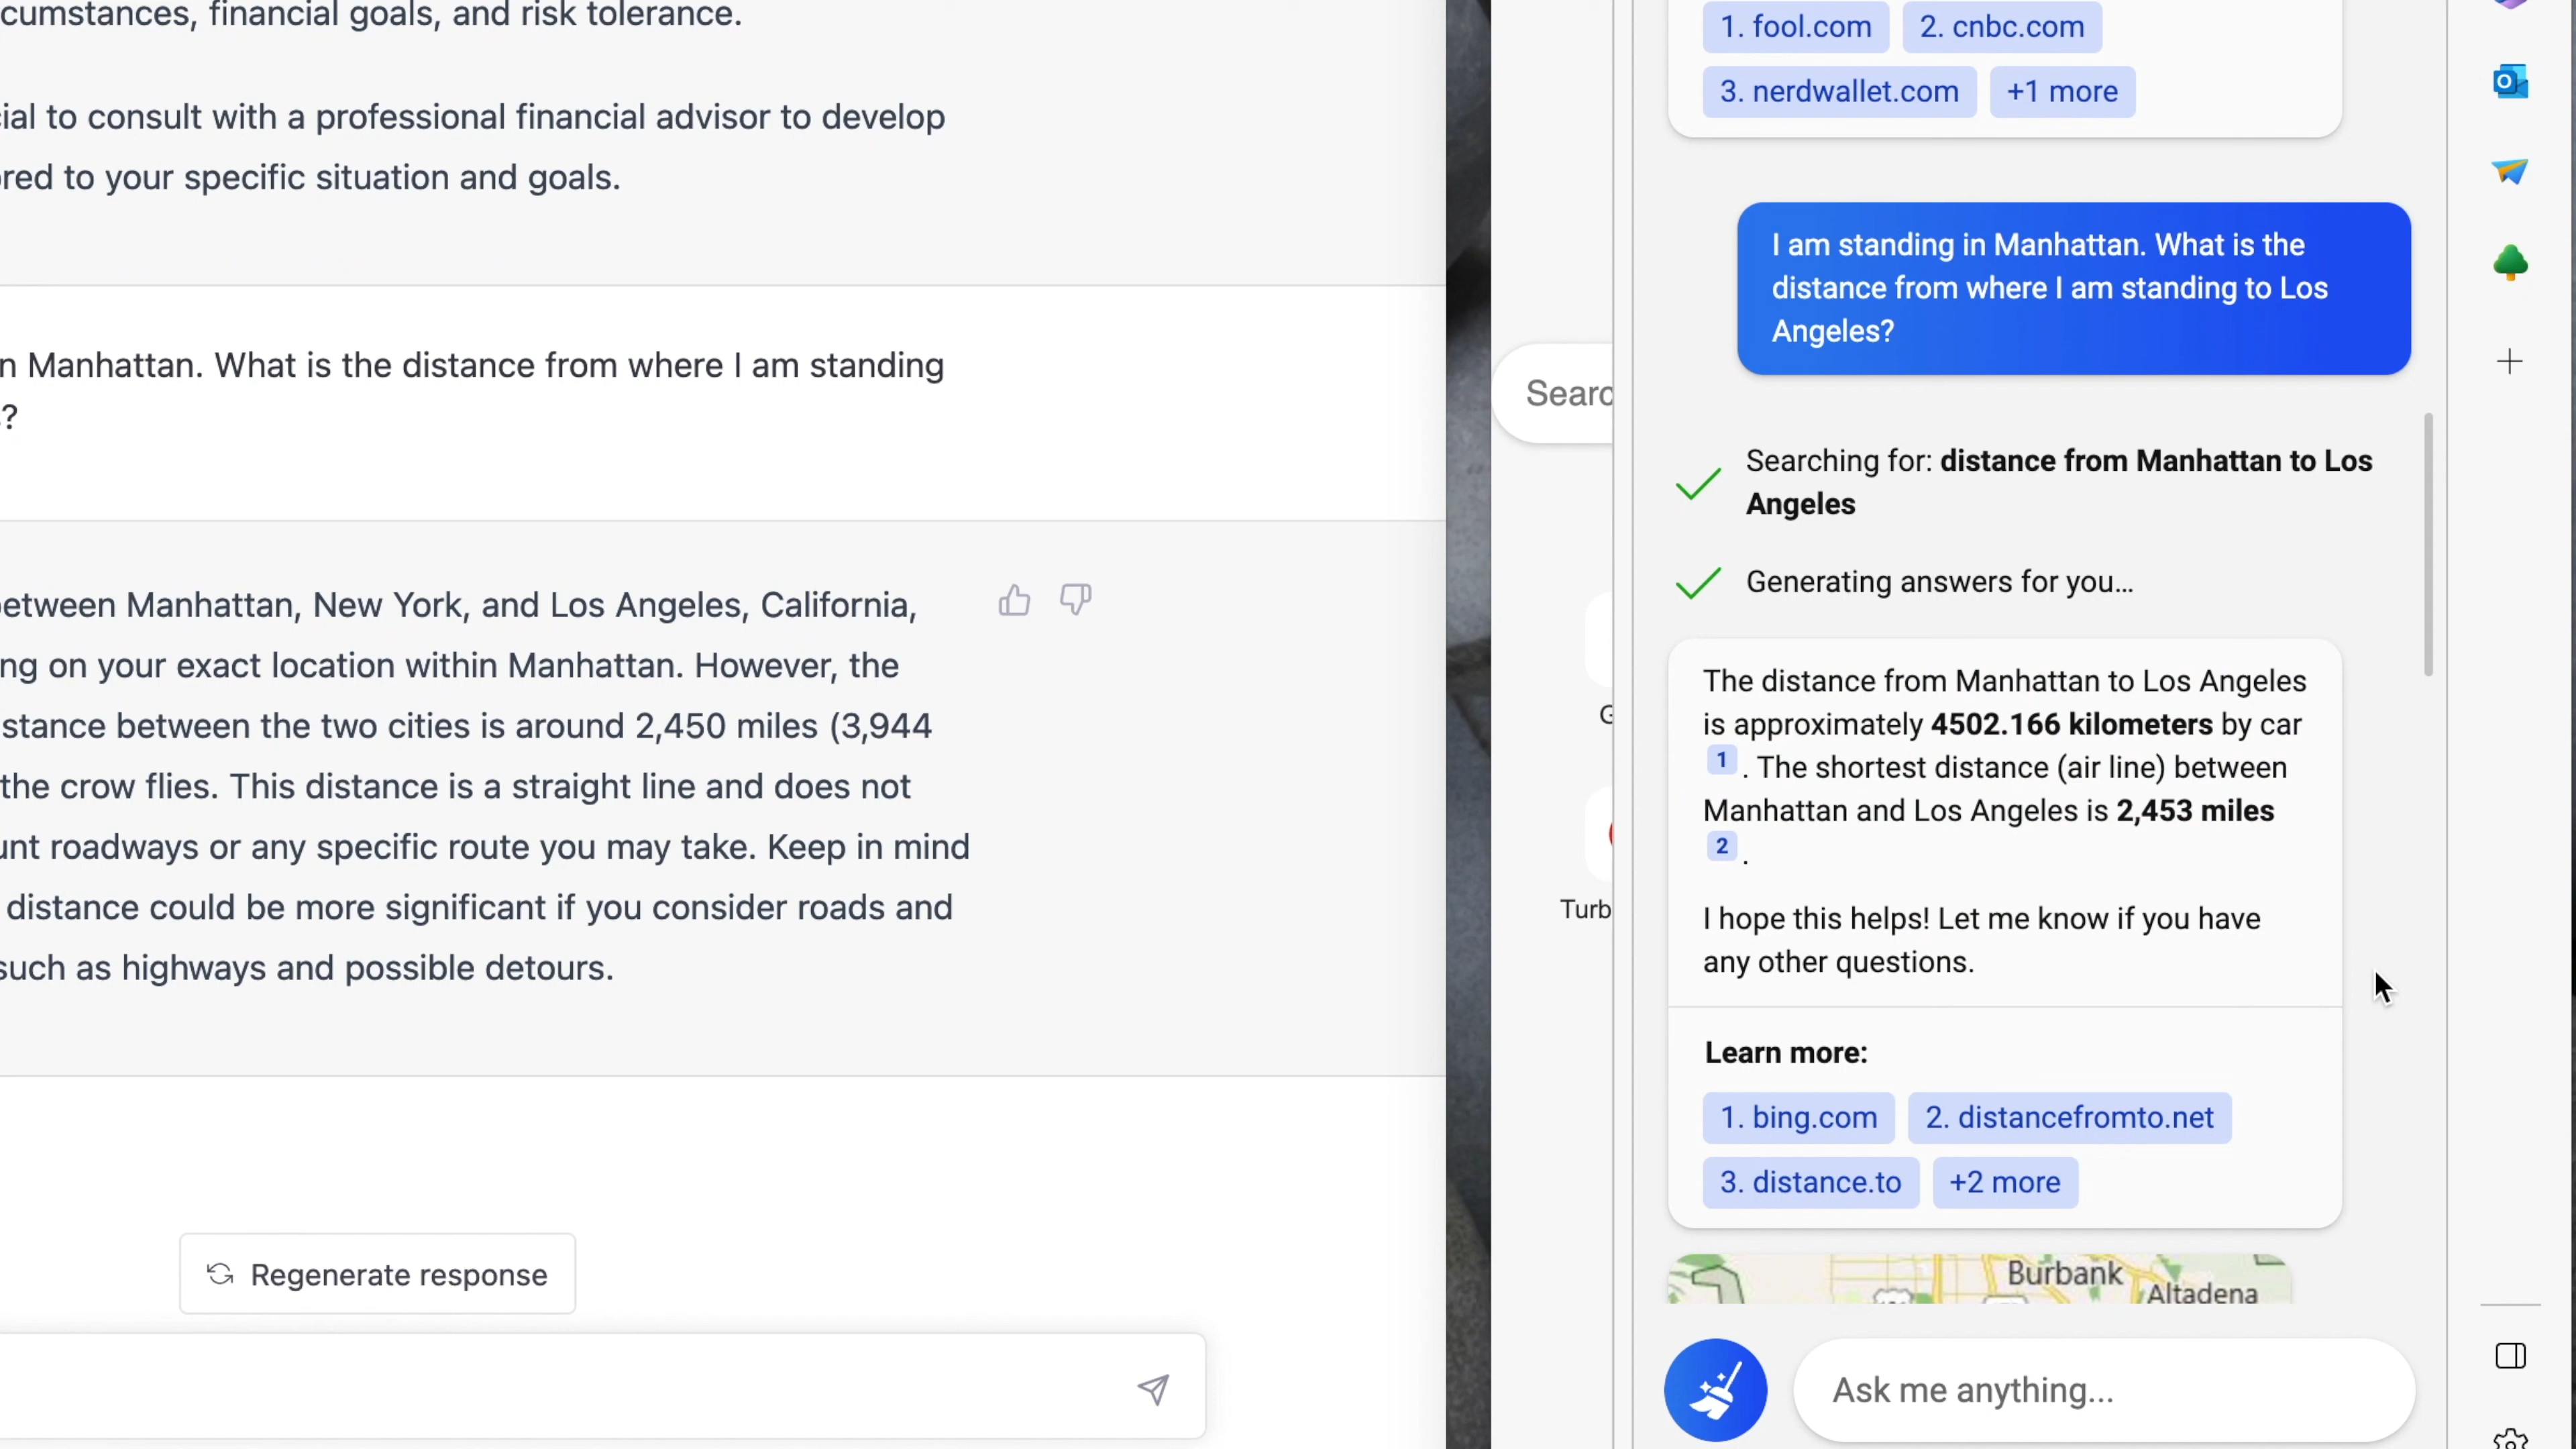 cumstances, financial goals, and risk tolerance.
cial to consult with a professional financial advisor to develop
ored to your specific situation and goals.
n Manhattan. What is the distance from where I am standing
?
between Manhattan, New York, and Los Angeles, California,
ng on your exact location within Manhattan. However, the
stance between the two cities is around 2,450 miles (3,944
the crow flies. This distance is a straight line and does not
unt roadways or any specific route you may take. Keep in mind
distance could be more significant if you consider roads and
such as highways and possible detours.
Regenerate response
Searc
G
Turb
1. fool.com 2. cnbc.com
3. nerdwallet.com +1 more
I am standing in Manhattan. What is the
distance from where I am standing to Los
Angeles?
Searching for: distance from Manhattan to Los
Angeles
Generating answers for you...
The distance from Manhattan to Los Angeles
is approximately 4502.166 kilometers by car
1 . The shortest distance (air line) between
Manhattan and Los Angeles is 2,453 miles
2 .
I hope this helps! Let me know if you have
any other questions.
Learn more:
1. bing.com 2. distancefromto.net
3. distance.to +2 more
Burbank
Altadena
Ask me anything...